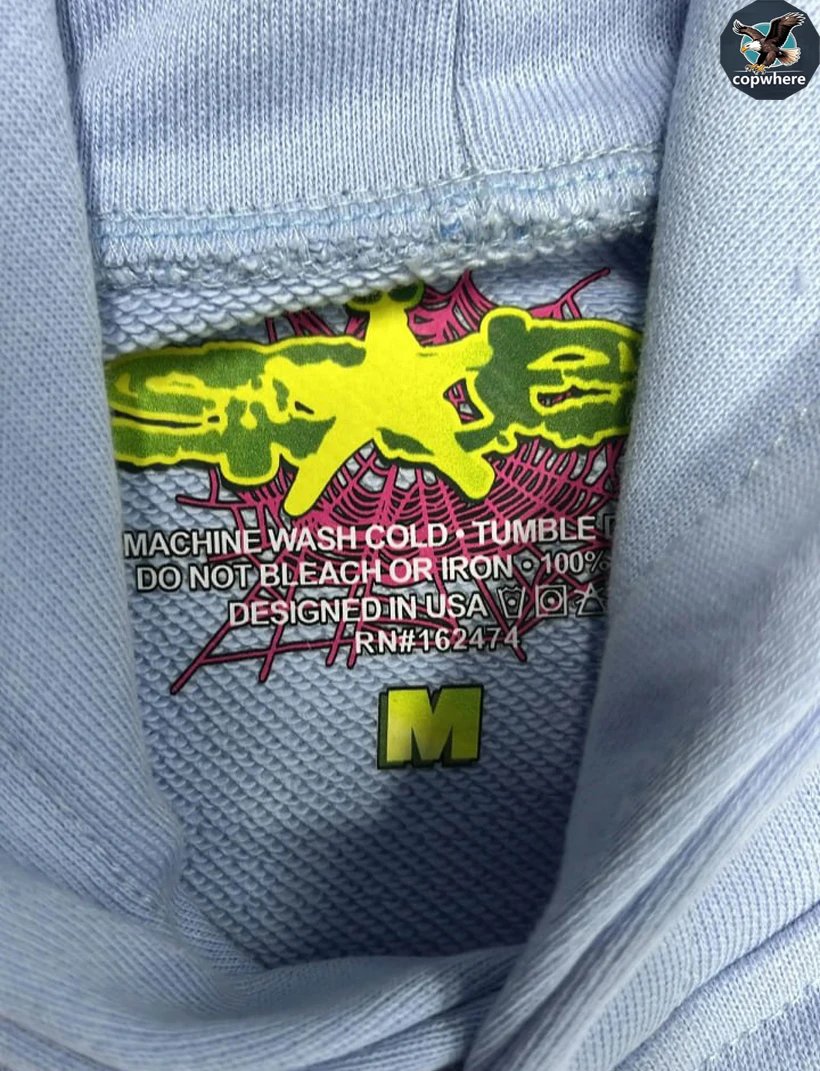 copwhere
MACHINE WASH COLD • TUMBLE
DO NOT BLEACH OR IRON • 100%
DESIGNED IN USA
RN#162474
M